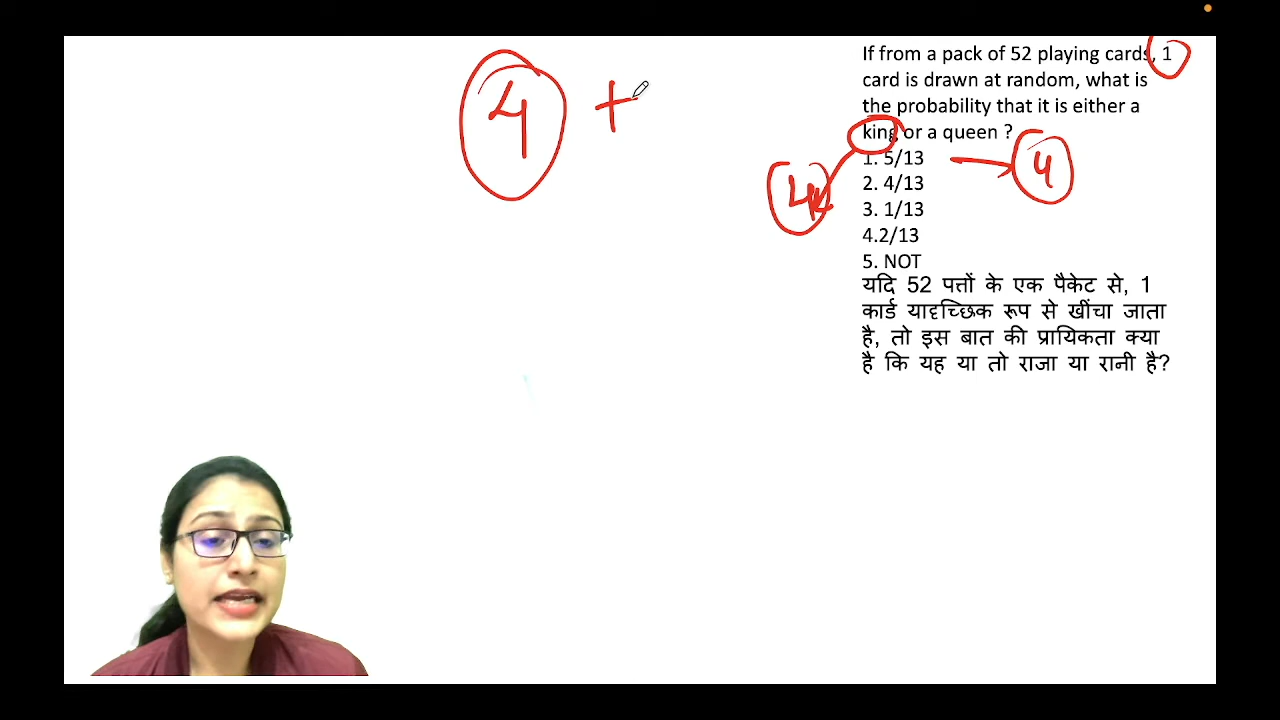 If from a pack of 52 playing cards, 1
card is drawn at random, what is
the probability that it is either a
king or a queen ?
1. 5/13
2. 4/13
3. 1/13
4.2/13
5. NOT
यदि 52 पत्तों के एक पैकेट से, 1
कार्ड यादृच्छिक रूप से खींचा जाता
है, तो इस बात की प्रायिकता क्या
है कि यह या तो राजा या रानी है?
4 +
4
4